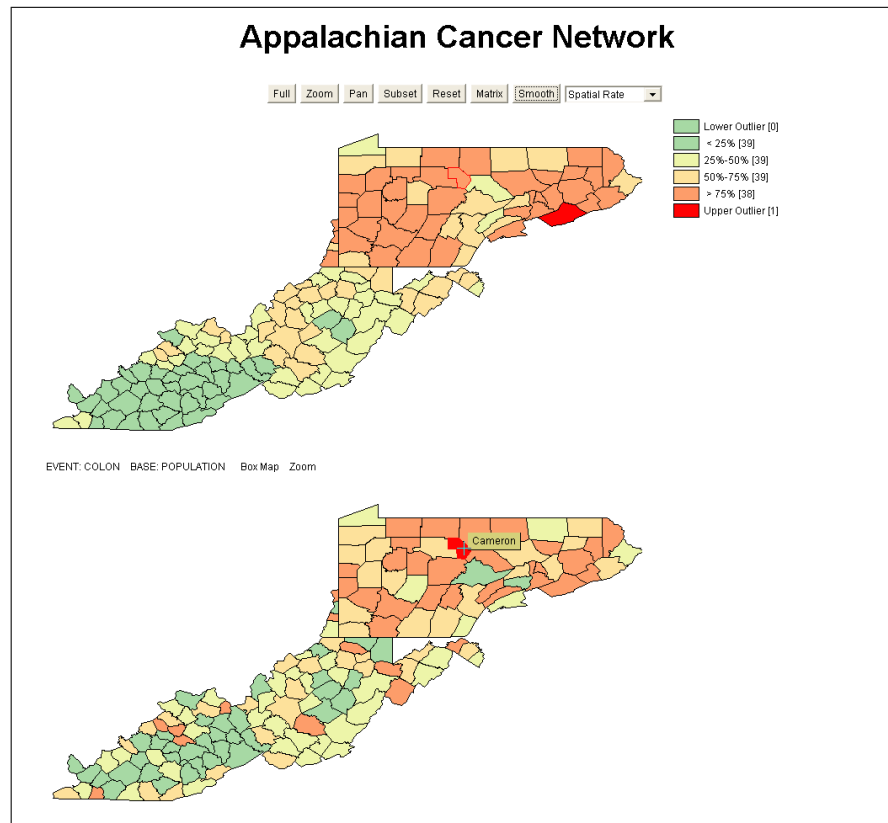 Appalachian Cancer Network
Full Zoom Pan Subset Reset Matrix Smooth Spatial Rate
Lower Outlier [0]
< 25% [39]
25%-50% [39]
50%-75% [39]
> 75% [38]
Upper Outlier [1]
EVENT: COLON BASE: POPULATION Box Map Zoom
Cameron